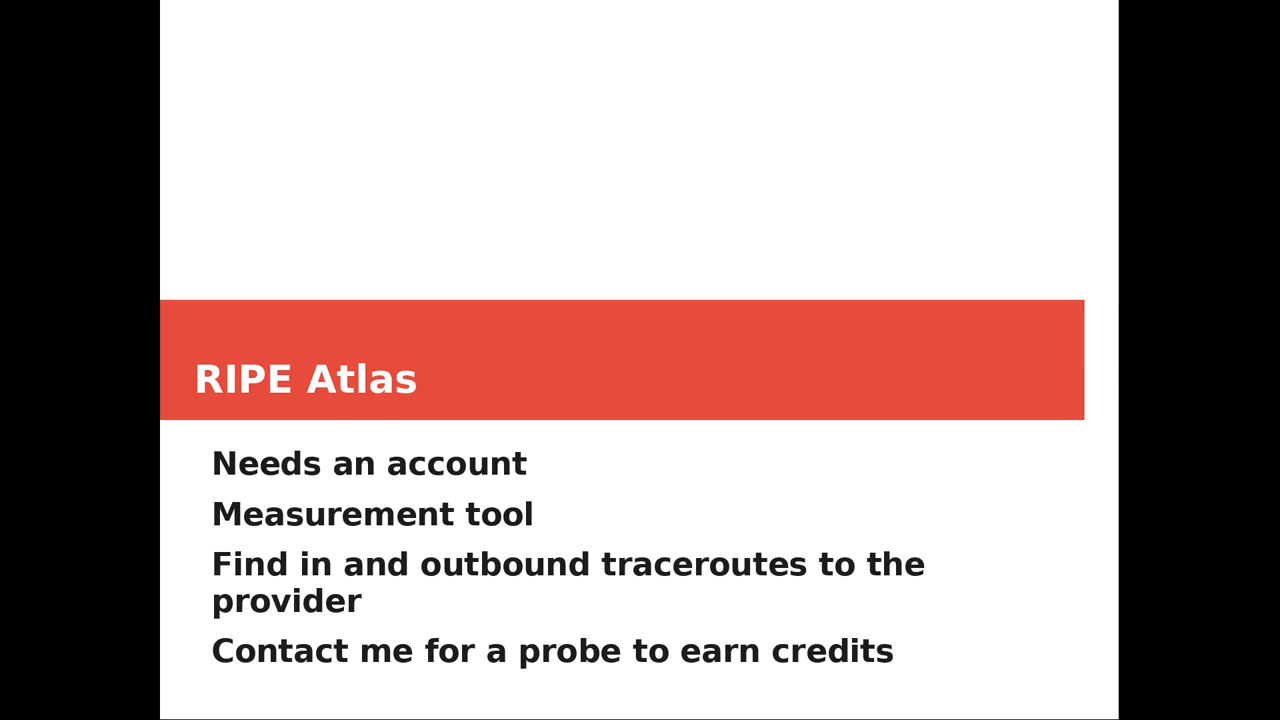 RIPE Atlas
Needs an account
Measurement tool
Find in and outbound traceroutes to the
provider
Contact me for a probe to earn credits